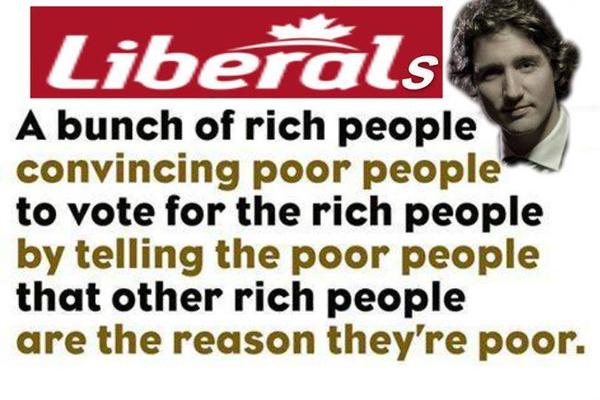 Liberals
A bunch of rich people
convincing poor people
to vote for the rich people
by telling the poor people
that other rich people
are the reason they're poor.